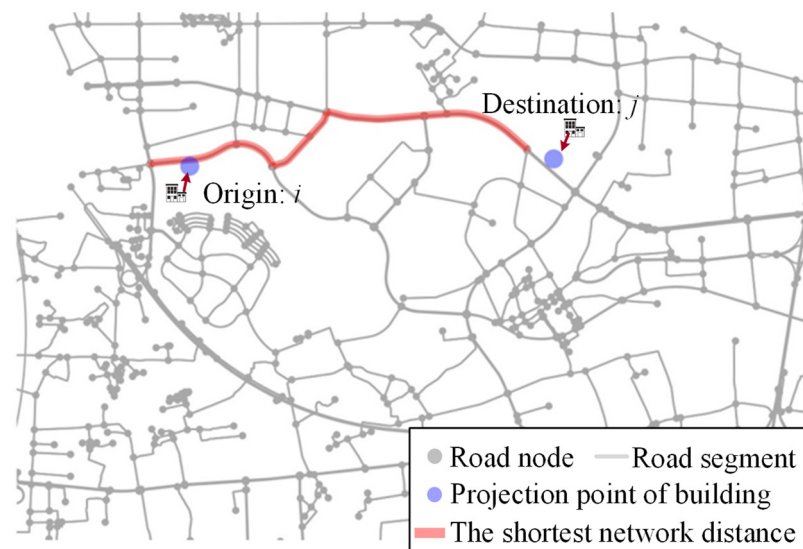 Destination: j
Origin: i
Road node
Road segment
Projection point of building
The shortest network distance